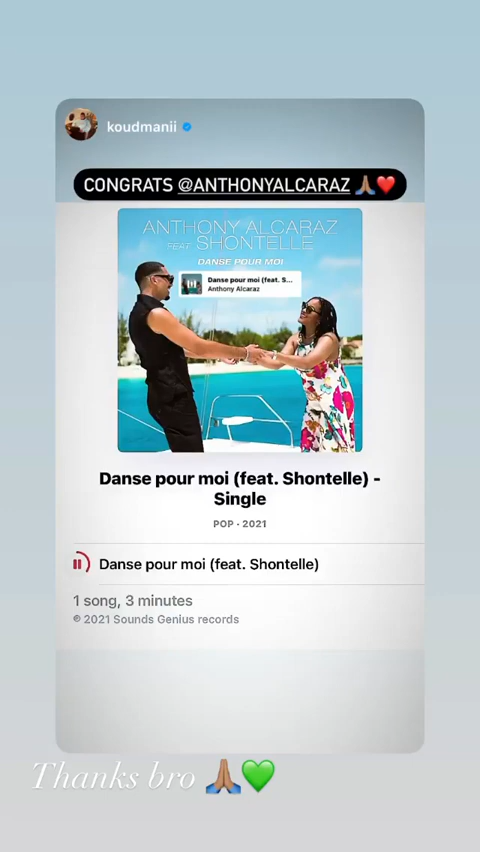 koudmanii
CONGRATS @ANTHONYALCARAZ 🙏🏽❤️
ANTHONY ALCARAZ
FEAT. SHONTELLE
DANSE POUR MOI
Danse pour moi (feat. S...
Anthony Alcaraz
Danse pour moi (feat. Shontelle) -
Single
POP · 2021
Danse pour moi (feat. Shontelle)
1 song, 3 minutes
℗ 2021 Sounds Genius records
Thanks bro 🙏🏽💚